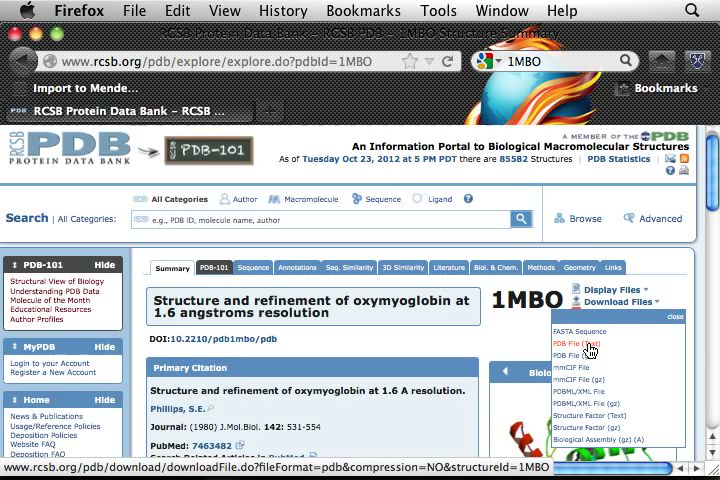 Firefox File Edit View History Bookmarks Tools Window Help
RCSB Protein Data Bank - RCSB PDB - 1MBO Structure Summary
www.rcsb.org/pdb/explore/explore.do?pdbId=1MBO
1MBO
Import to Mende...
Bookmarks
PDB RCSB Protein Data Bank – RCSB ...
RCSB PDB
PROTEIN DATA BANK
PDB-101
A MEMBER OF THE PDB
An Information Portal to Biological Macromolecular Structures
As of Tuesday Oct 23, 2012 at 5 PM PDT there are 85582 Structures | PDB Statistics |
All Categories Author Macromolecule Sequence Ligand
Search | All Categories:
e.g., PDB ID, molecule name, author
Browse Advanced
PDB-101 Hide
Structural View of Biology
Understanding PDB Data
Molecule of the Month
Educational Resources
Author Profiles
MyPDB Hide
Login to your Account
Register a New Account
Home Hide
News & Publications
Usage/Reference Policies
Deposition Policies
Website FAQ
Summary PDB-101 Sequence Annotations Seq. Similarity 3D Similarity Literature Biol. & Chem. Methods Geometry Links
Structure and refinement of oxymyoglobin at
1.6 angstroms resolution
1MBO
Display Files
Download Files
DOI:10.2210/pdb1mbo/pdb
Primary Citation
Structure and refinement of oxymyoglobin at 1.6 A resolution.
Phillips, S.E.
Journal: (1980) J.Mol.Biol. 142: 531-554
PubMed: 7463482
close
FASTA Sequence
PDB File (Text)
PDB File
mmCIF File
mmCIF File (gz)
PDBML/XML File
PDBML/XML File (gz)
Structure Factor (Text)
Structure Factor (gz)
Biological Assembly (gz) (A)
www.rcsb.org/pdb/download/downloadFile.do?fileFormat=pdb&compression=NO&structureId=1MBO